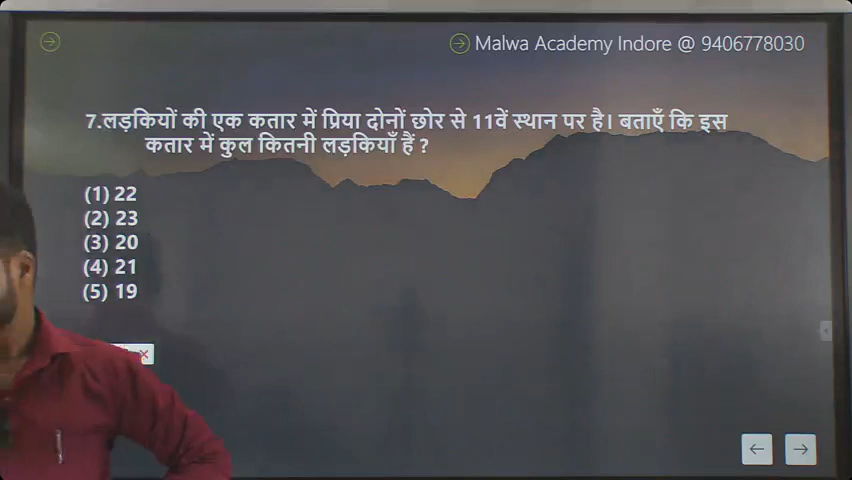 Malwa Academy Indore @ 9406778030
7.लड़कियों की एक कतार में प्रिया दोनों छोर से 11वें स्थान पर है। बताएँ कि इस
कतार में कुल कितनी लड़कियाँ हैं ?
(1) 22
(2) 23
(3) 20
(4) 21
(5) 19